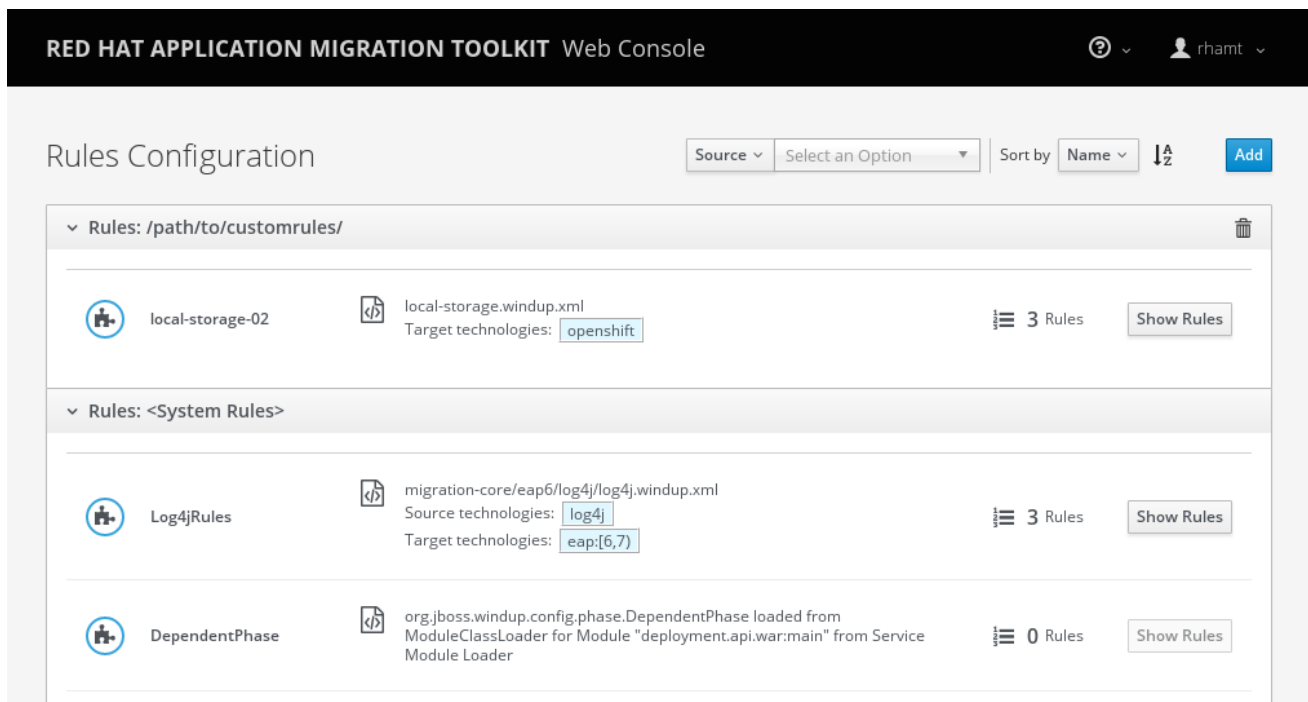 RED HAT APPLICATION MIGRATION TOOLKIT Web Console
rhamt
Rules Configuration
Source
Select an Option
Sort by
Name
Add
Rules: /path/to/customrules/
local-storage-02
local-storage.windup.xml
Target technologies: openshift
3 Rules
Show Rules
Rules: <System Rules>
Log4jRules
migration-core/eap6/log4j/log4j.windup.xml
Source technologies: log4j
Target technologies: eap:[6,7)
3 Rules
Show Rules
DependentPhase
org.jboss.windup.config.phase.DependentPhase loaded from
ModuleClassLoader for Module "deployment.api.war:main" from Service
Module Loader
0 Rules
Show Rules